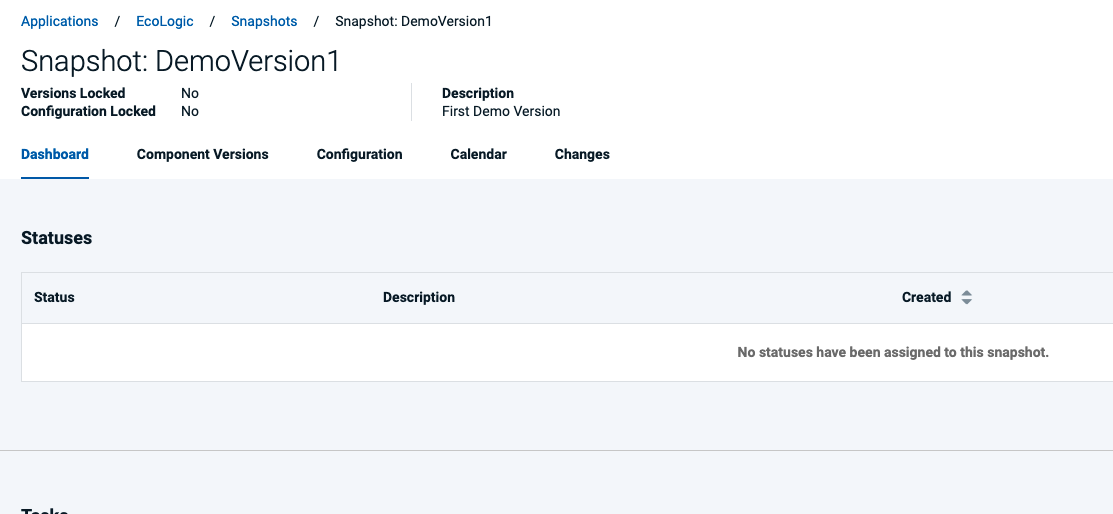 Applications / EcoLogic / Snapshots / Snapshot: DemoVersion1
Snapshot: DemoVersion1
Versions Locked No
Configuration Locked No
Description
First Demo Version
Dashboard Component Versions Configuration Calendar Changes
Statuses
Status Description Created
No statuses have been assigned to this snapshot.
Tasks